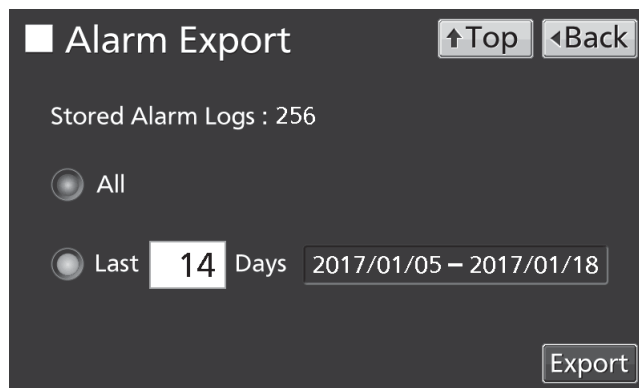 Alarm Export
Top
Back
Stored Alarm Logs : 256
All
Last 14 Days 2017/01/05 – 2017/01/18
Export